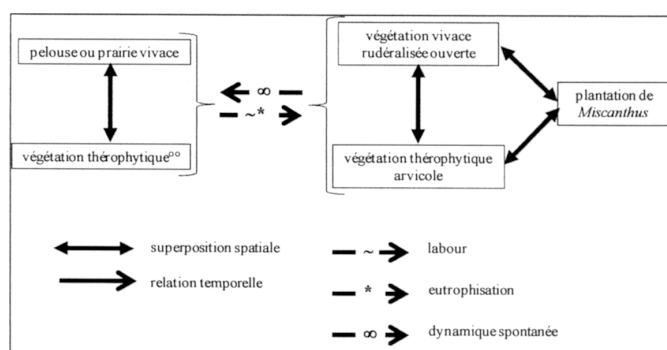 pelouse ou prairie vivace
végétation thérophytique°°
∞
~*
végétation vivace
rudéralisée ouverte
végétation thérophytique
arvicole
plantation de
Miscanthus
superposition spatiale
relation temporelle
~ labour
* eutrophisation
∞ dynamique spontanée